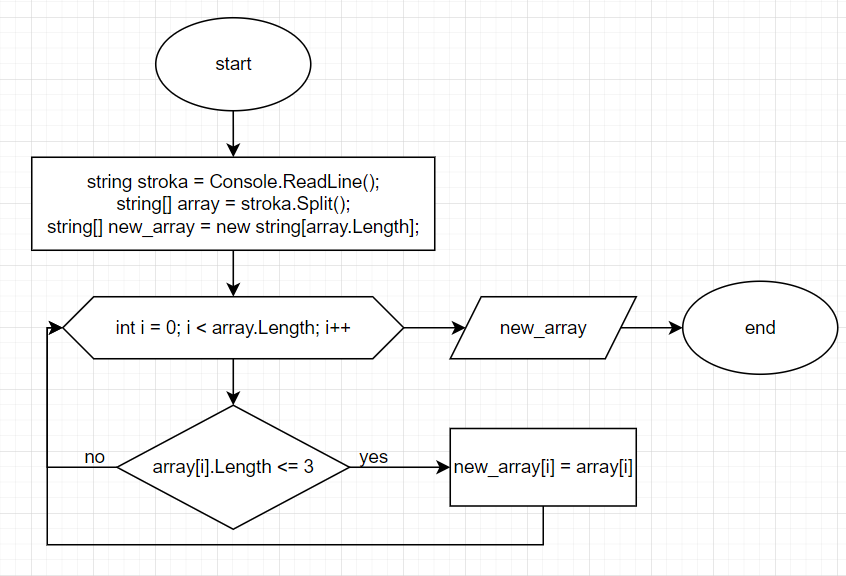 start
string stroka = Console.ReadLine();
string[] array = stroka.Split();
string[] new_array = new string[array.Length];
int i = 0; i < array.Length; i++
new_array
end
no
array[i].Length <= 3
yes
new_array[i] = array[i]